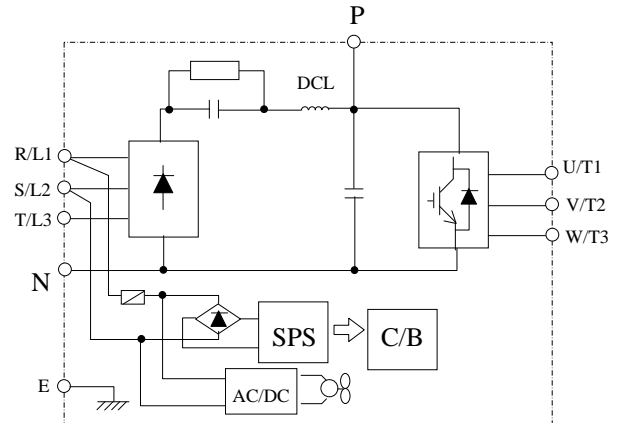 P
DCL
R/L1
S/L2
T/L3
U/T1
V/T2
W/T3
N
SPS
C/B
E
AC/DC